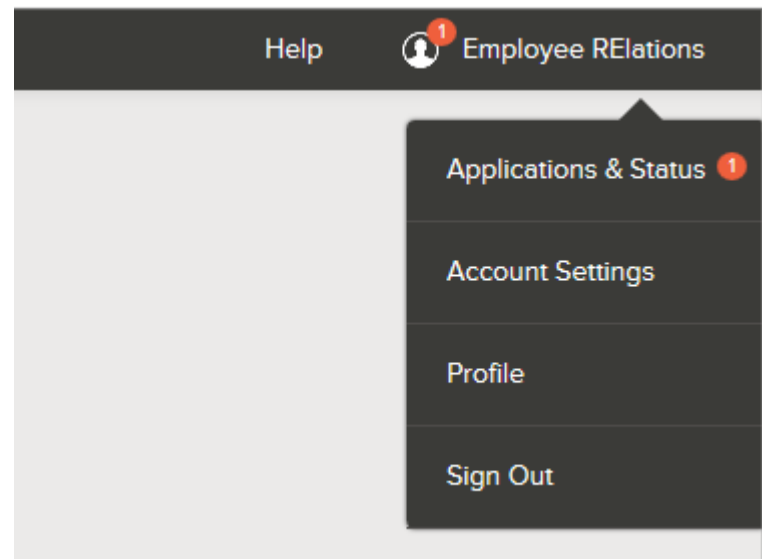 Help 1 Employee RElations
Applications & Status 1
Account Settings
Profile
Sign Out